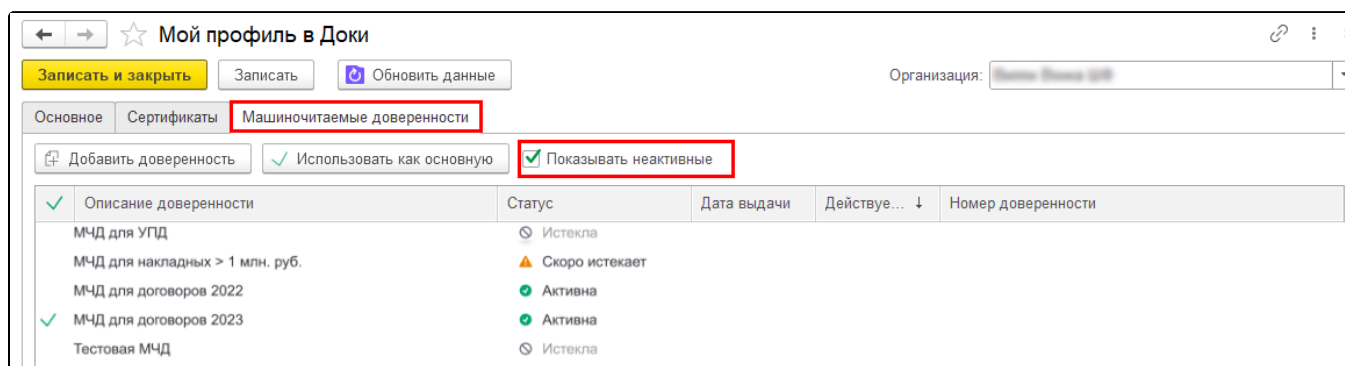 Мой профиль в Доки
Записать и закрыть Записать Обновить данные Организация:
Основное Сертификаты Машиночитаемые доверенности
Добавить доверенность Использовать как основную Показывать неактивные
Описание доверенности Статус Дата выдачи Действуе... ↓ Номер доверенности
МЧД для УПД Истекла
МЧД для накладных > 1 млн. руб. Скоро истекает
МЧД для договоров 2022 Активна
МЧД для договоров 2023 Активна
Тестовая МЧД Истекла